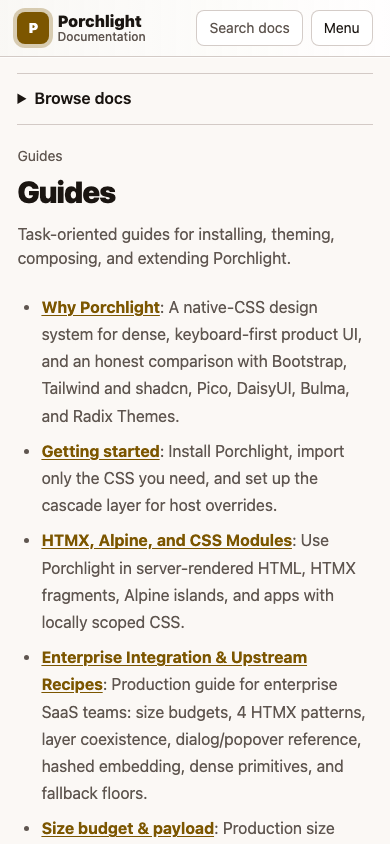 P
Porchlight
Documentation
Search docs
Menu
Browse docs
Guides
Guides
Task-oriented guides for installing, theming,
composing, and extending Porchlight.
Why Porchlight: A native-CSS design
system for dense, keyboard-first product UI,
and an honest comparison with Bootstrap,
Tailwind and shadcn, Pico, DaisyUI, Bulma,
and Radix Themes.
Getting started: Install Porchlight, import
only the CSS you need, and set up the
cascade layer for host overrides.
HTMX, Alpine, and CSS Modules: Use
Porchlight in server-rendered HTML, HTMX
fragments, Alpine islands, and apps with
locally scoped CSS.
Enterprise Integration & Upstream
Recipes: Production guide for enterprise
SaaS teams: size budgets, 4 HTMX patterns,
layer coexistence, dialog/popover reference,
hashed embedding, dense primitives, and
fallback floors.
Size budget & payload: Production size